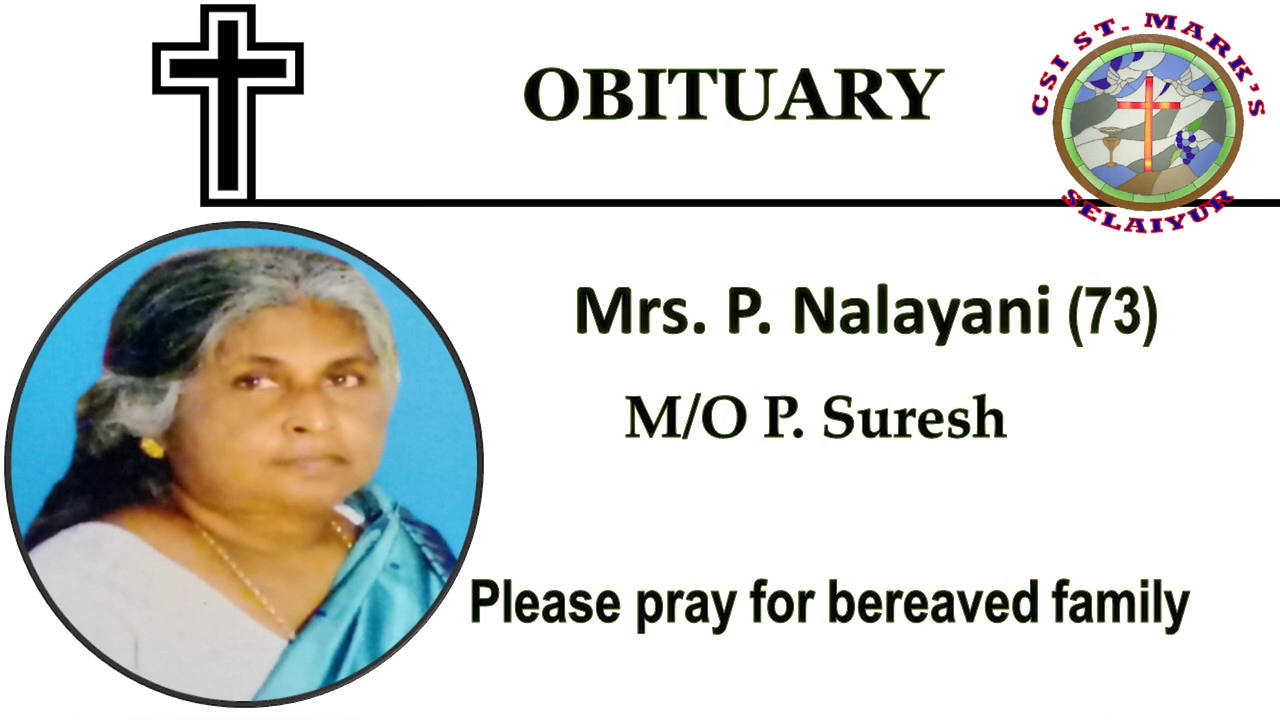 OBITUARY
CSI ST. MARK'S
SELAIYUR
Mrs. P. Nalayani (73)
M/O P. Suresh
Please pray for bereaved family